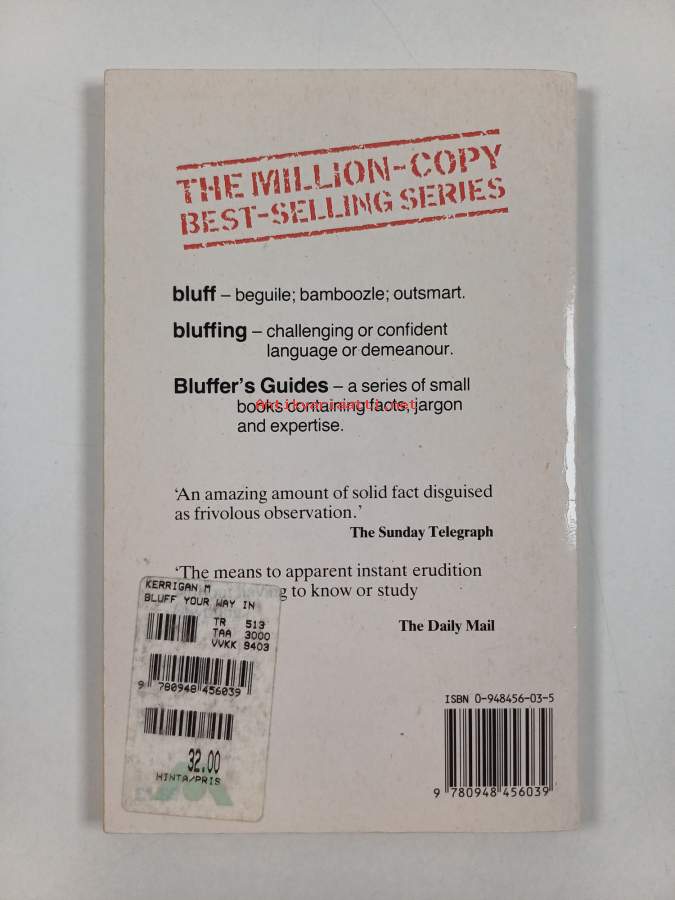 THE MILLION-COPY
BEST-SELLING SERIES
bluff – beguile; bamboozle; outsmart.
bluffing – challenging or confident
language or demeanour.
Bluffer's Guides – a series of small
books containing facts, jargon
and expertise.
Antikvariaatti.net
'An amazing amount of solid fact disguised
as frivolous observation.'
The Sunday Telegraph
'The means to apparent instant erudition
to know or study
The Daily Mail
KERRIGAN M
BLUFF YOUR WAY IN
TR 513
TAA 3000
VVKK 9403
9 780948 456039
32.00
HINTA/PRIS
ISBN 0-948456-03-5
9 780948 456039